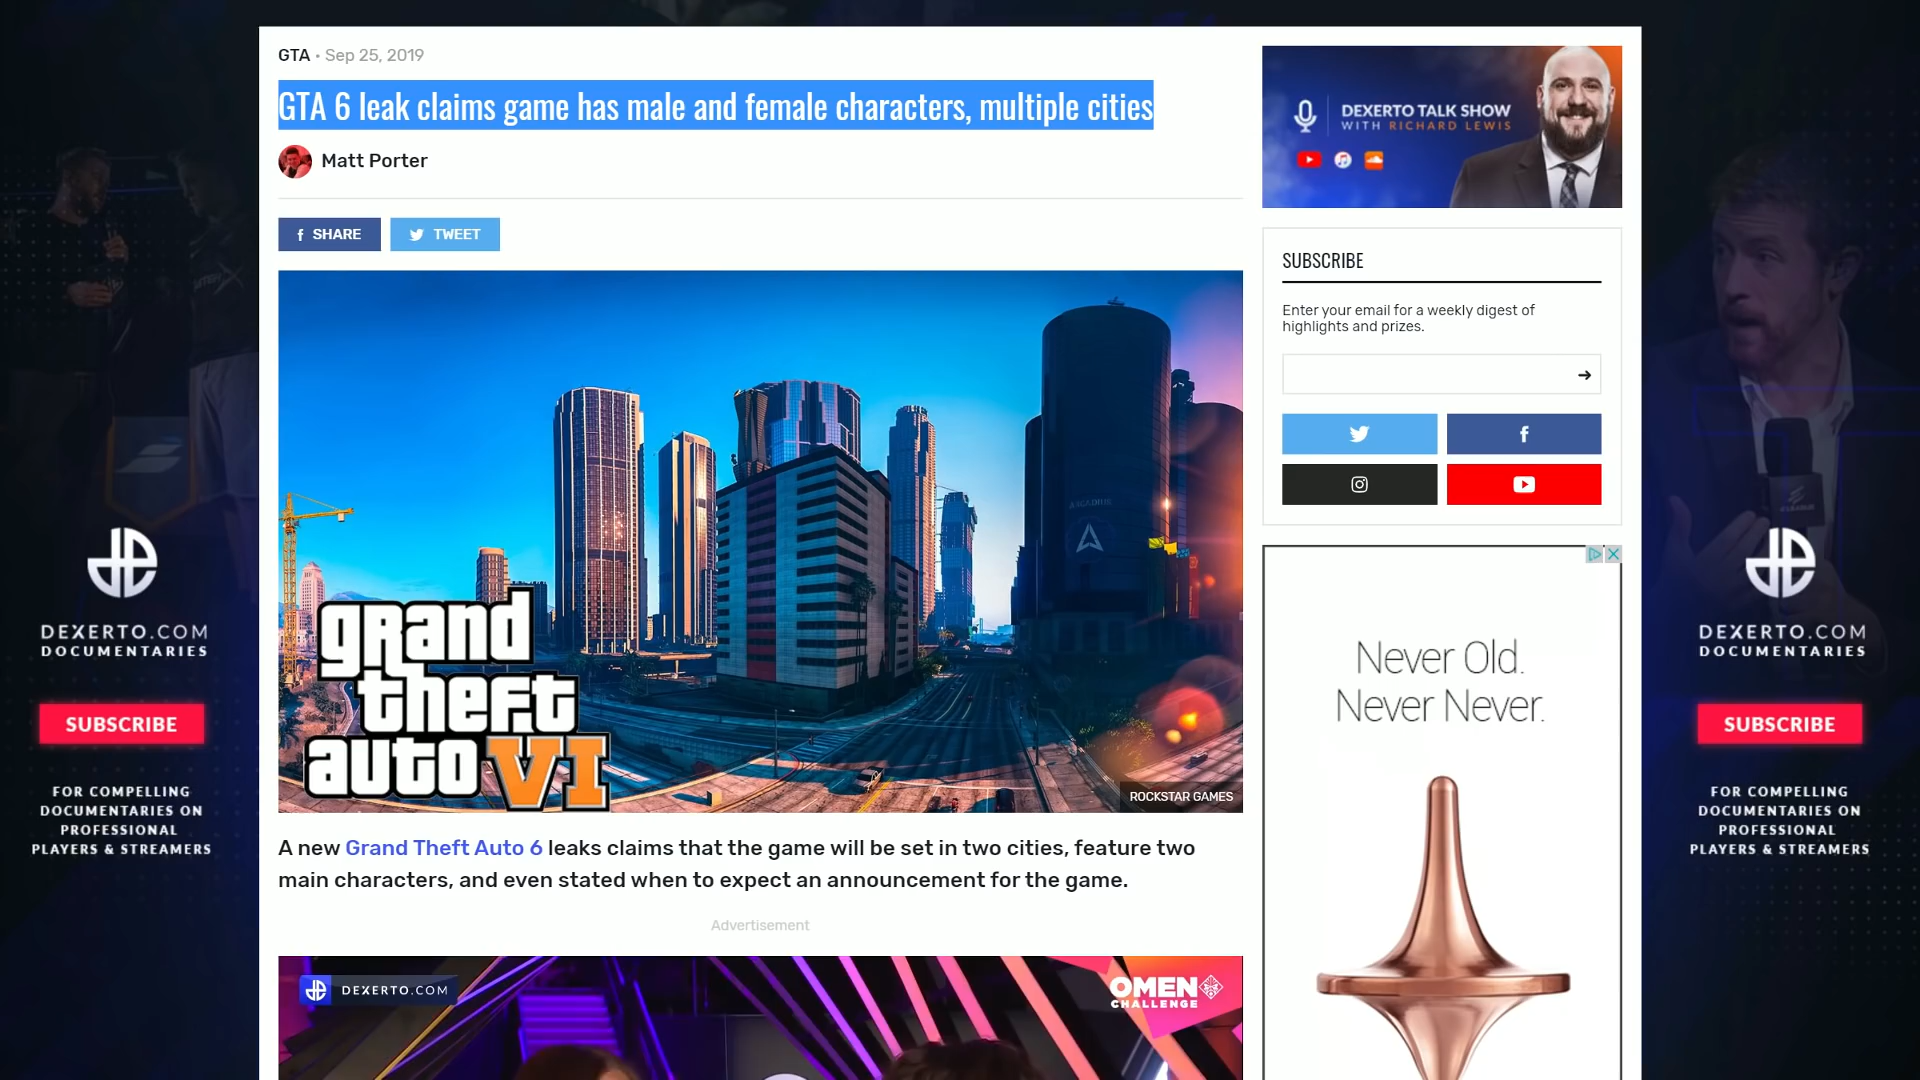 GTA • Sep 25, 2019
GTA 6 leak claims game has male and female characters, multiple cities
Matt Porter
f SHARE
TWEET
grand
theft
auto VI
ARCADIUS
ROCKSTAR GAMES
A new Grand Theft Auto 6 leaks claims that the game will be set in two cities, feature two
main characters, and even stated when to expect an announcement for the game.
Advertisement
DEXERTO.COM
OMEN
CHALLENGE
DEXERTO TALK SHOW
WITH RICHARD LEWIS
SUBSCRIBE
Enter your email for a weekly digest of
highlights and prizes.
Never Old.
Never Never.
DEXERTO.COM
DOCUMENTARIES
SUBSCRIBE
FOR COMPELLING
DOCUMENTARIES ON
PROFESSIONAL
PLAYERS & STREAMERS
DEXERTO.COM
DOCUMENTARIES
SUBSCRIBE
FOR COMPELLING
DOCUMENTARIES ON
PROFESSIONAL
PLAYERS & STREAMERS